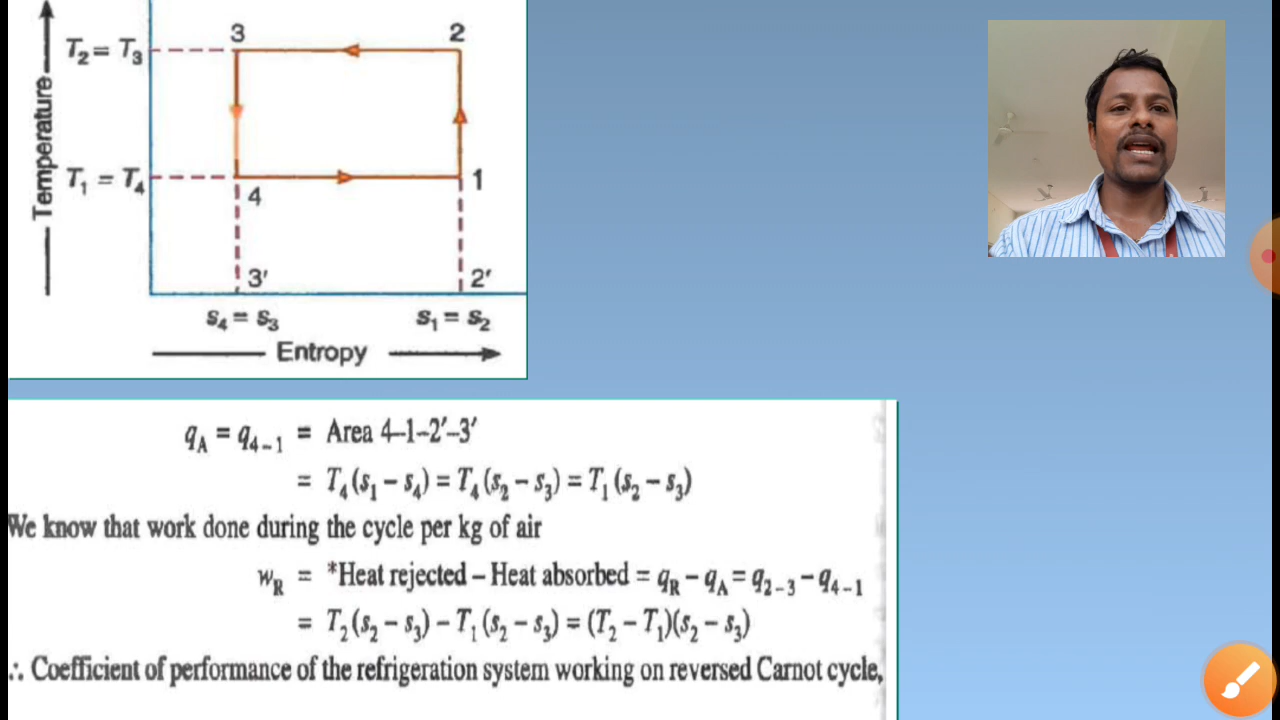 3
2
T₂ = T₃
Temperature
T₁ = T₄
4
1
3′
2′
s₄ = s₃
s₁ = s₂
Entropy
q_A = q₄₋₁ = Area 4–1–2′–3′
= T₄ (s₁ – s₄) = T₄ (s₂ – s₃) = T₁ (s₂ – s₃)
We know that work done during the cycle per kg of air
w_R = *Heat rejected – Heat absorbed = q_R – q_A = q₂₋₃ – q₄₋₁
= T₂ (s₂ – s₃) – T₁ (s₂ – s₃) = (T₂ – T₁) (s₂ – s₃)
∴ Coefficient of performance of the refrigeration system working on reversed Carnot cycle,